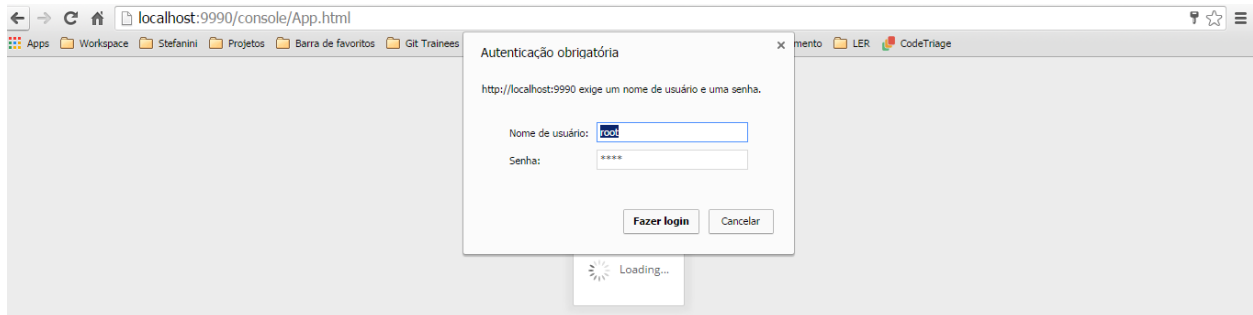 localhost:9990/console/App.html
Apps Workspace Stefanini Projetos Barra de favoritos Git Trainees mento LER CodeTriage
Autenticação obrigatória
http://localhost:9990 exige um nome de usuário e uma senha.
Nome de usuário: root
Senha: ****
Fazer login Cancelar
Loading...